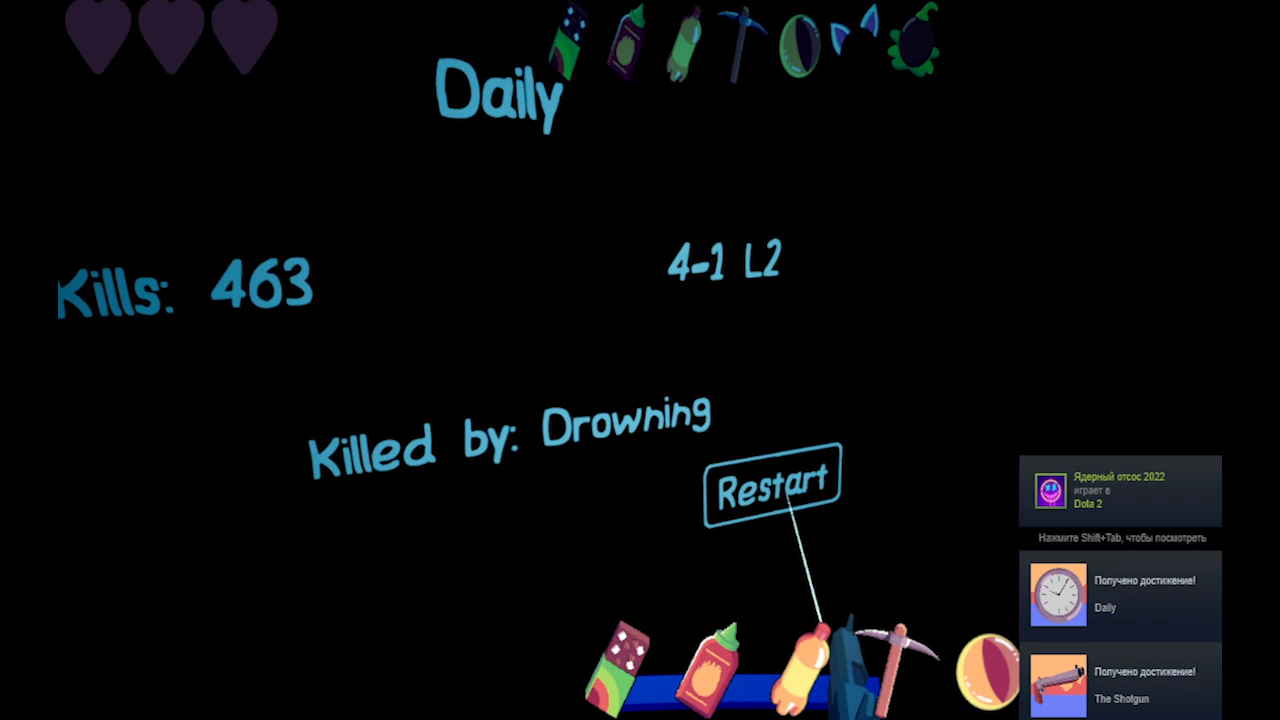 Daily
Kills: 463
4-1 L2
Killed by: Drowning
Restart
Ядерный отсос 2022
играет в
Dota 2
Нажмите Shift+Tab, чтобы посмотреть
Получено достижение!
Daily
Получено достижение!
The Shotgun